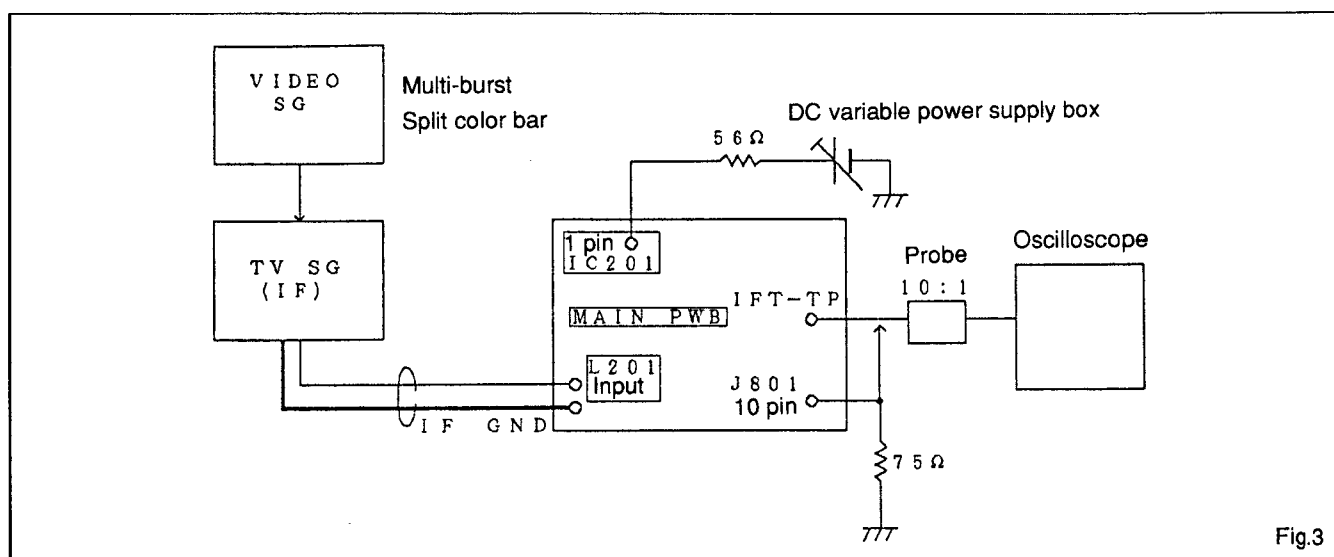 VIDEO
SG
Multi-burst
Split color bar
DC variable power supply box
56Ω
TV SG
(IF)
1 pin
IC201
MAIN PWB
IFT-TP
Probe
10:1
Oscilloscope
L201
Input
J801
10 pin
IF GND
75Ω
Fig.3